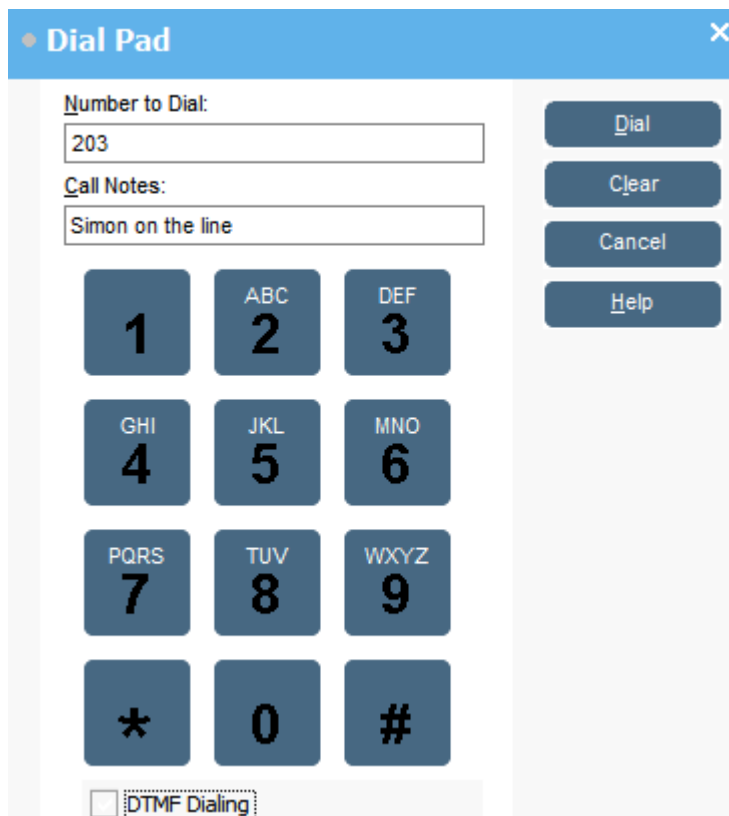 Dial Pad
Number to Dial:
203
Call Notes:
Simon on the line
Dial
Clear
Cancel
Help
1
ABC
2
DEF
3
GHI
4
JKL
5
MNO
6
PQRS
7
TUV
8
WXYZ
9
*
0
#
DTMF Dialing